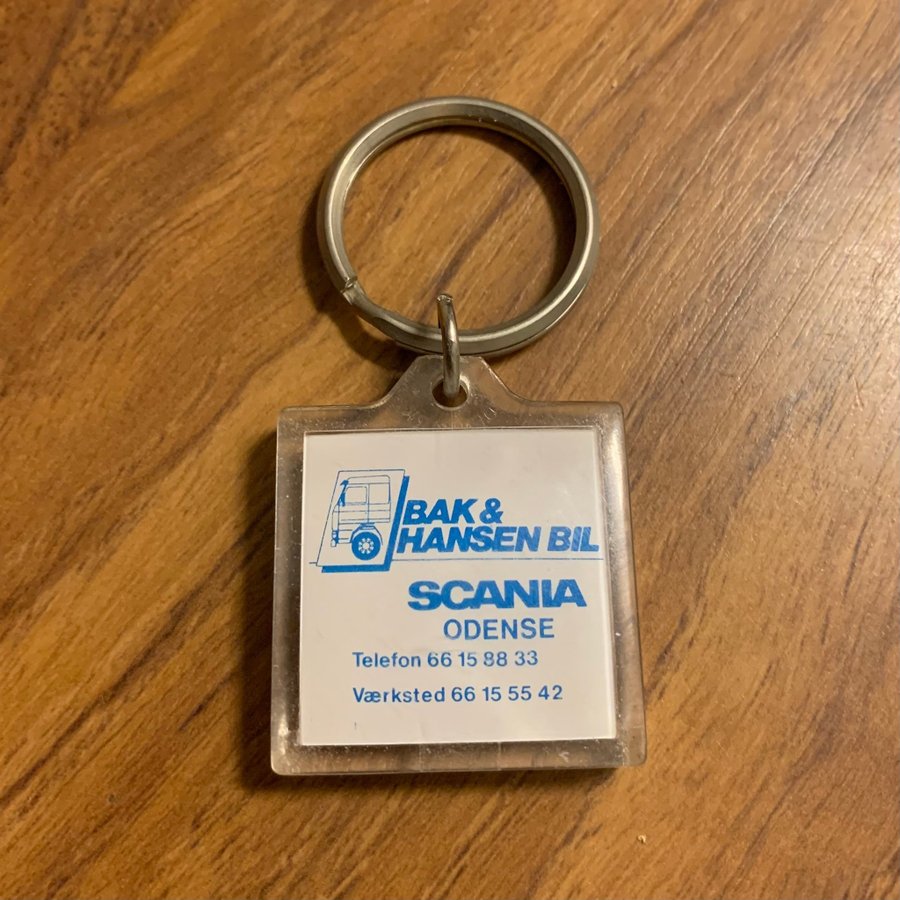 BAK &
HANSEN BIL
SCANIA
ODENSE
Telefon 66 15 88 33
Værksted 66 15 55 42